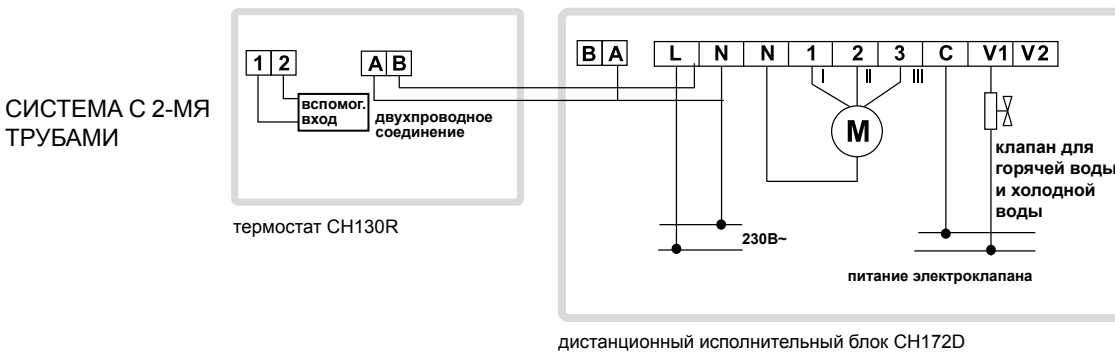 СИСТЕМА С 2-МЯ
ТРУБАМИ
1 2
A B
вспомог.
вход
двухпроводное
соединение
термостат CH130R
B A
L N N 1 2 3 C V1 V2
I II III
M
клапан для
горячей воды
и холодной
воды
230В~
питание электроклапана
дистанционный исполнительный блок CH172D